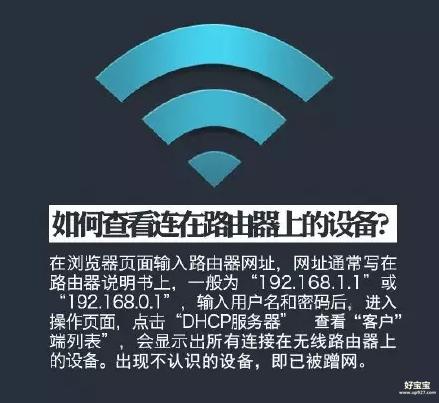 如何查看连在路由器上的设备?
在浏览器页面输入路由器网址，网址通常写在
路由器说明书上，一般为“192.168.1.1”或
“192.168.0.1”，输入用户名和密码后，进入
操作页面，点击“DHCP服务器” 查看“客户”
端列表”，会显示出所有连接在无线路由器上
的设备。出现不认识的设备，即已被蹭网。
好宝宝
www.op927.com